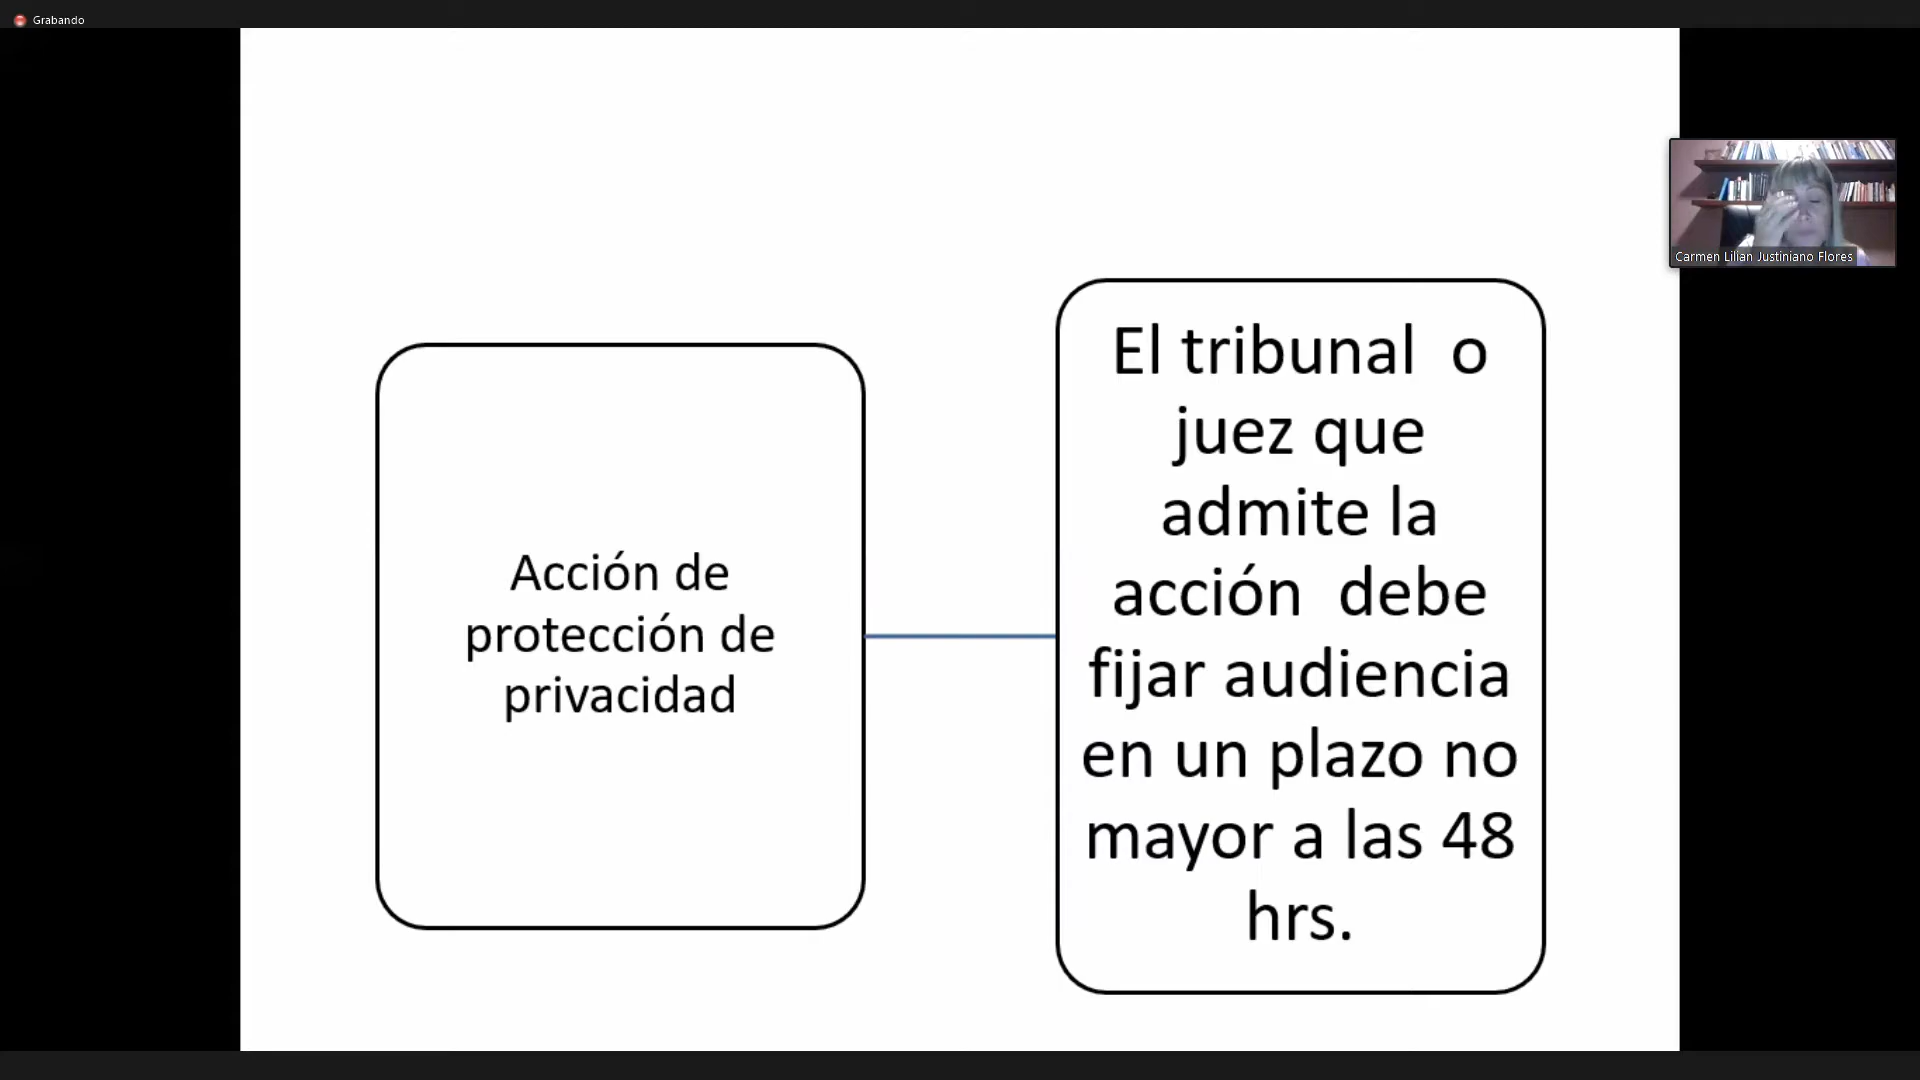 Grabando
Carmen Lilian Justiniano Flores
Acción de
protección de
privacidad
El tribunal  o
juez que
admite la
acción  debe
fijar audiencia
en un plazo no
mayor a las 48
hrs.